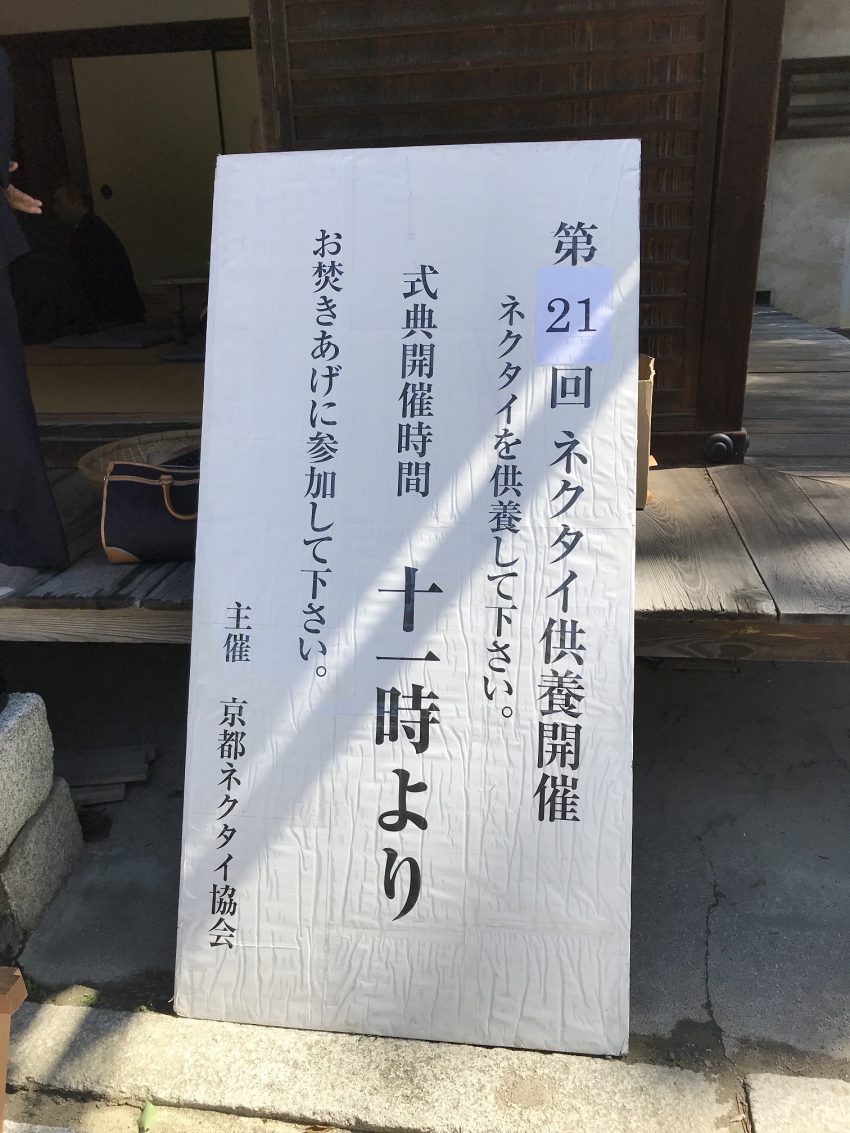 第21回 ネクタイ供養開催
ネクタイを供養して下さい。
式典開催時間 十一時より
お焚きあげに参加して下さい。
主催 京都ネクタイ協会